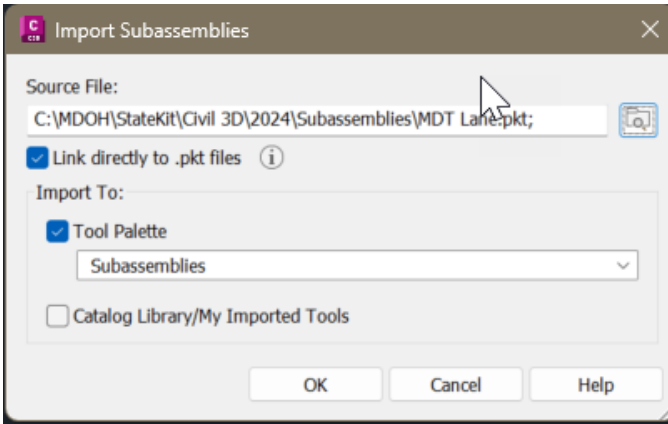 C
C3D
Import Subassemblies
Source File:
C:\MDOH\StateKit\Civil 3D\2024\Subassemblies\MDT Lane.pkt;
Link directly to .pkt files
i
Import To:
Tool Palette
Subassemblies
Catalog Library/My Imported Tools
OK
Cancel
Help